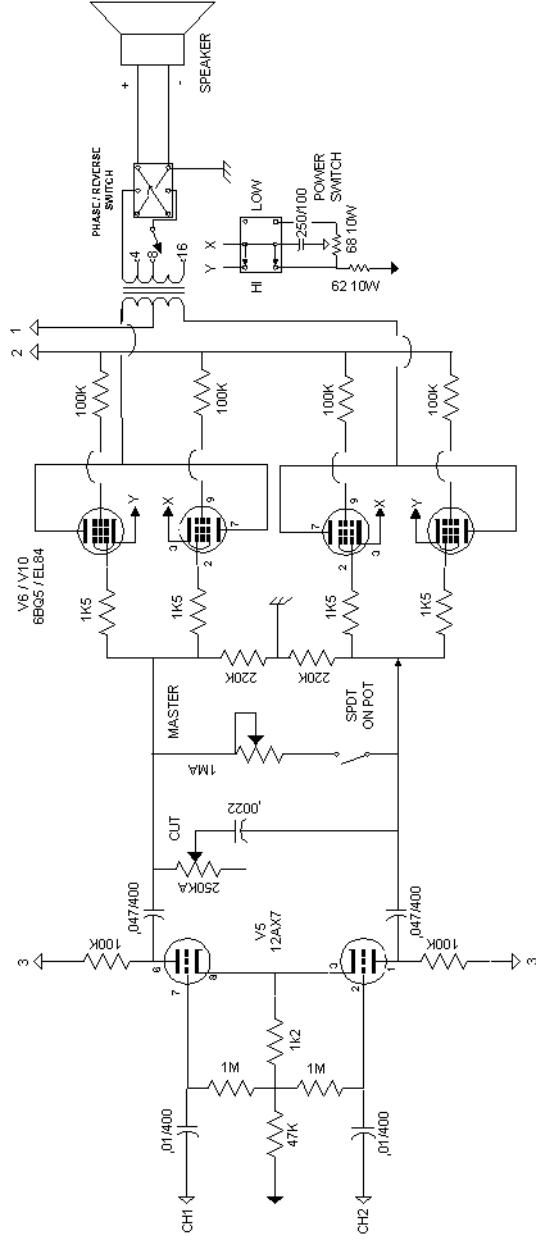 CH1
CH2
,01/400
,01/400
47K
1M
1M
1k2
7
6
8
2
3
1
V5
12AX7
3
100K
3
100K
,047/400
,047/400
250KA
CUT
,0022
1MA
MASTER
SPDT
ON POT
220K
220K
1K5
1K5
1K5
1K5
V6 / V10
6BQ5 / EL84
Y
X
3
2
9
7
7
9
2
3
X
Y
100K
100K
100K
100K
2
1
4
8
16
PHASE / REVERSE
SWITCH
+
-
SPEAKER
Y
X
HI
LOW
250/100
POWER
SWITCH
68 10W
62 10W